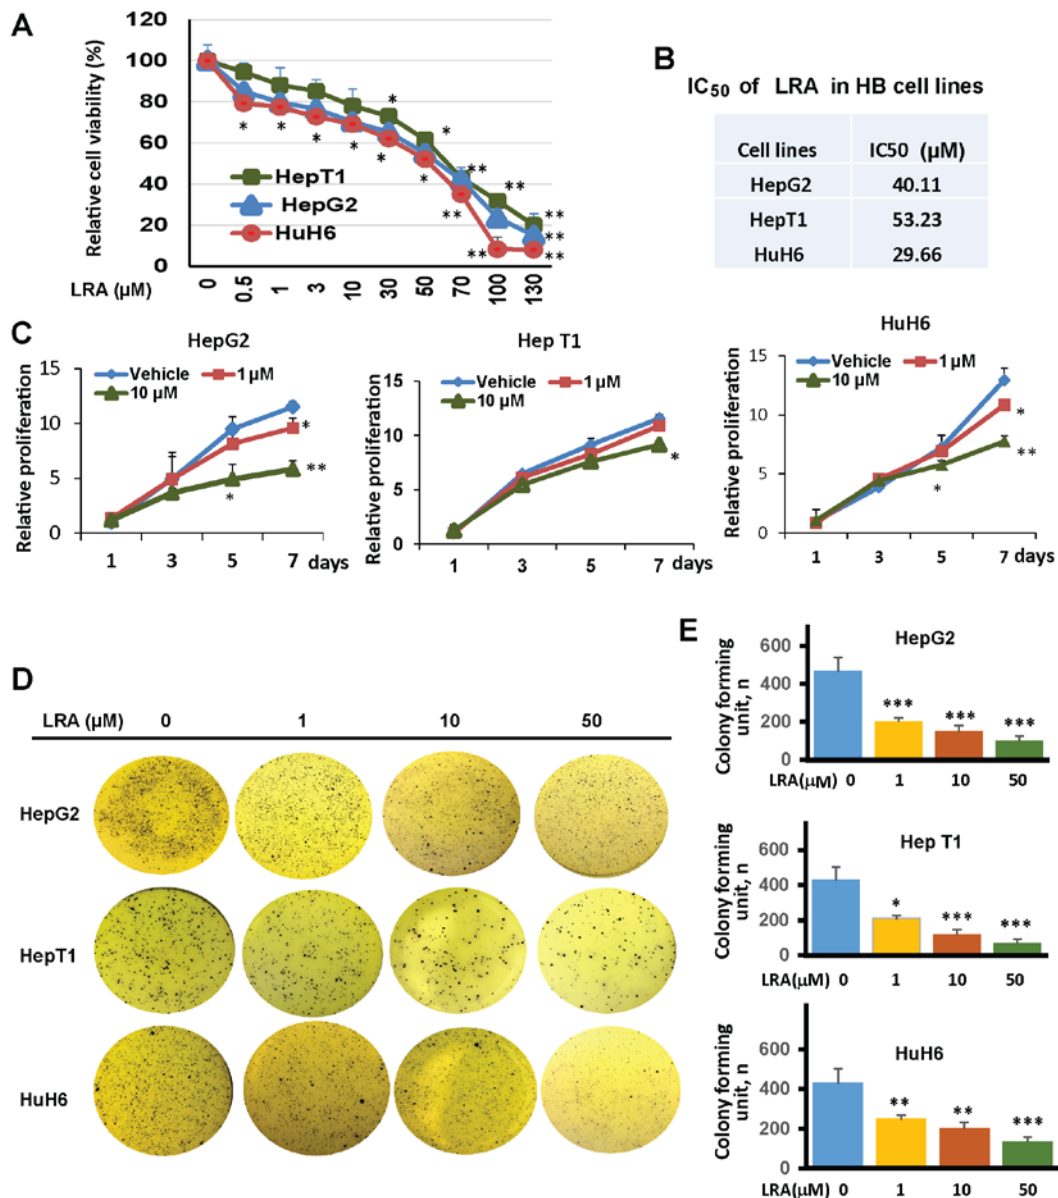 A
120
100
80
60
40
20
0
Relative cell viability (%)
HepT1
HepG2
HuH6
*
*
*
*
*
*
*
*
**
**
**
**
**
**
**
LRA (µM)
0
0.5
1
3
10
30
50
70
100
130
B
IC50 of LRA in HB cell lines
Cell lines IC50 (µM)
HepG2 40.11
HepT1 53.23
HuH6 29.66
C
HepG2
Vehicle 1 µM
10 µM
Relative proliferation
15
10
5
0
*
**
*
1 3 5 7 days
Hep T1
Vehicle 1 µM
10 µM
Relative proliferation
15
10
5
0
*
1 3 5 7 days
HuH6
Vehicle 1 µM
10 µM
Relative proliferation
15
10
5
0
*
**
*
1 3 5 7 days
D
LRA (µM) 0 1 10 50
HepG2
HepT1
HuH6
E
HepG2
Colony forming
unit, n
600
400
200
0
*** *** ***
LRA(µM) 0 1 10 50
Hep T1
Colony forming
unit, n
600
400
200
0
* *** ***
LRA(µM) 0 1 10 50
HuH6
Colony forming
unit, n
600
400
200
0
** ** ***
LRA(µM) 0 1 10 50